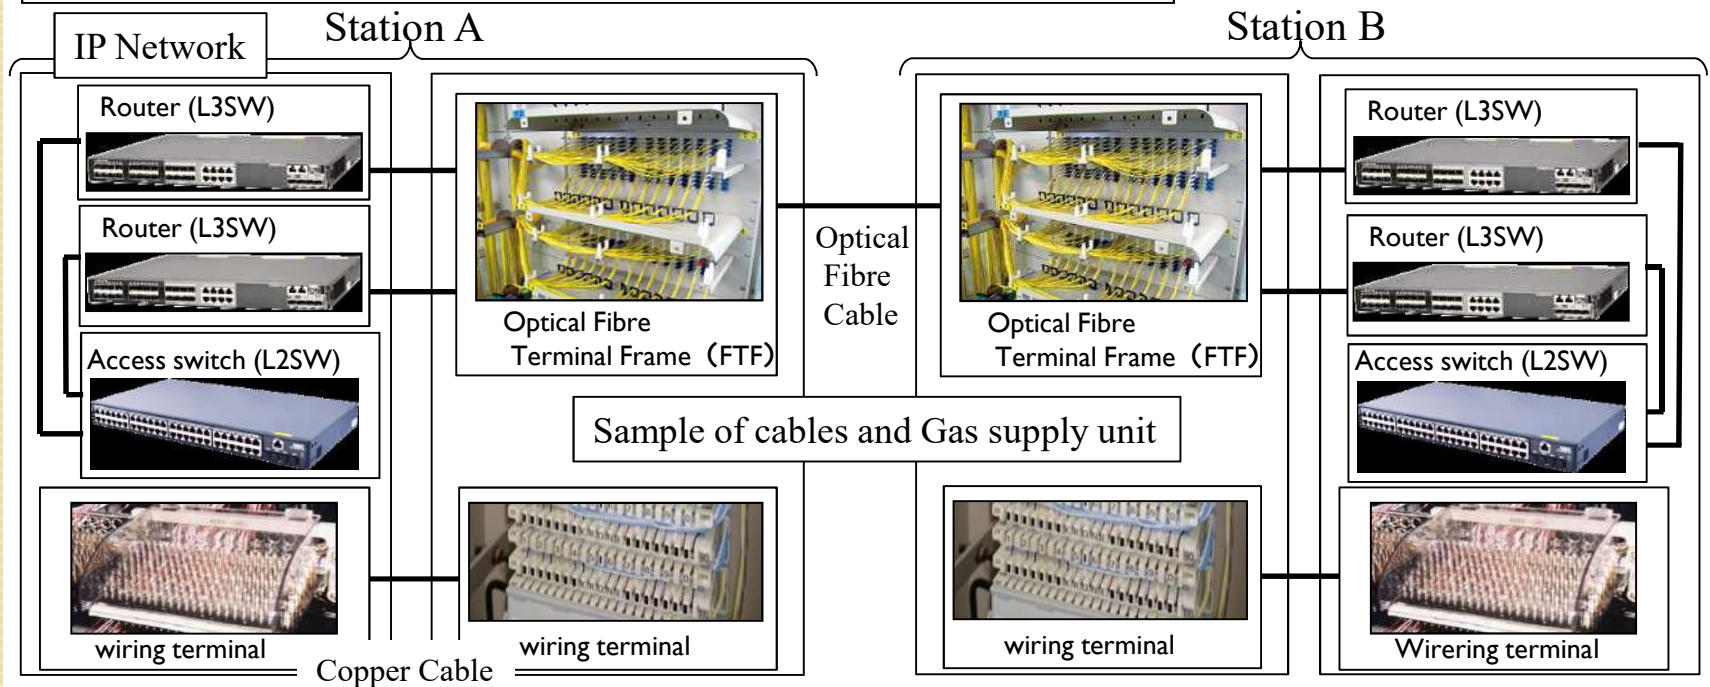 Station A
Station B
IP Network
Router (L3SW)
Router (L3SW)
Access switch (L2SW)
wiring terminal
Optical Fibre
Terminal Frame（FTF)
wiring terminal
Copper Cable
Optical
Fibre
Cable
Sample of cables and Gas supply unit
Optical Fibre
Terminal Frame（FTF)
wiring terminal
Router (L3SW)
Router (L3SW)
Access switch (L2SW)
Wirering terminal